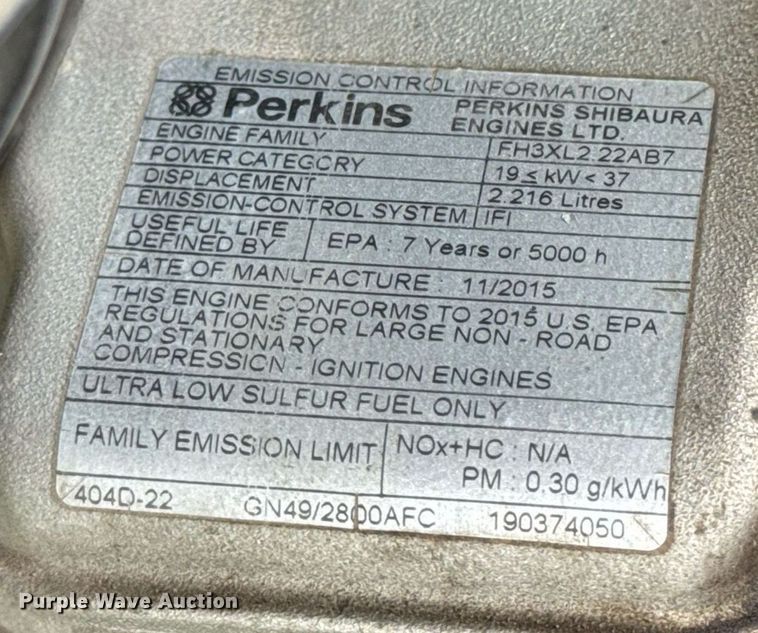 EMISSION CONTROL INFORMATION
Perkins PERKINS SHIBAURA
ENGINES LTD.
ENGINE FAMILY FH3XL2.22AB7
POWER CATEGORY 19 ≤ kW < 37
DISPLACEMENT 2.216 Litres
EMISSION-CONTROL SYSTEM IFI
USEFUL LIFE
DEFINED BY EPA : 7 Years or 5000 h
DATE OF MANUFACTURE : 11/2015
THIS ENGINE CONFORMS TO 2015 U.S. EPA
REGULATIONS FOR LARGE NON - ROAD
AND STATIONARY
COMPRESSION - IGNITION ENGINES
ULTRA LOW SULFUR FUEL ONLY
FAMILY EMISSION LIMIT NOx+HC : N/A
PM : 0.30 g/kWh
404D-22 GN49/2800AFC 190374050
Purple Wave Auction